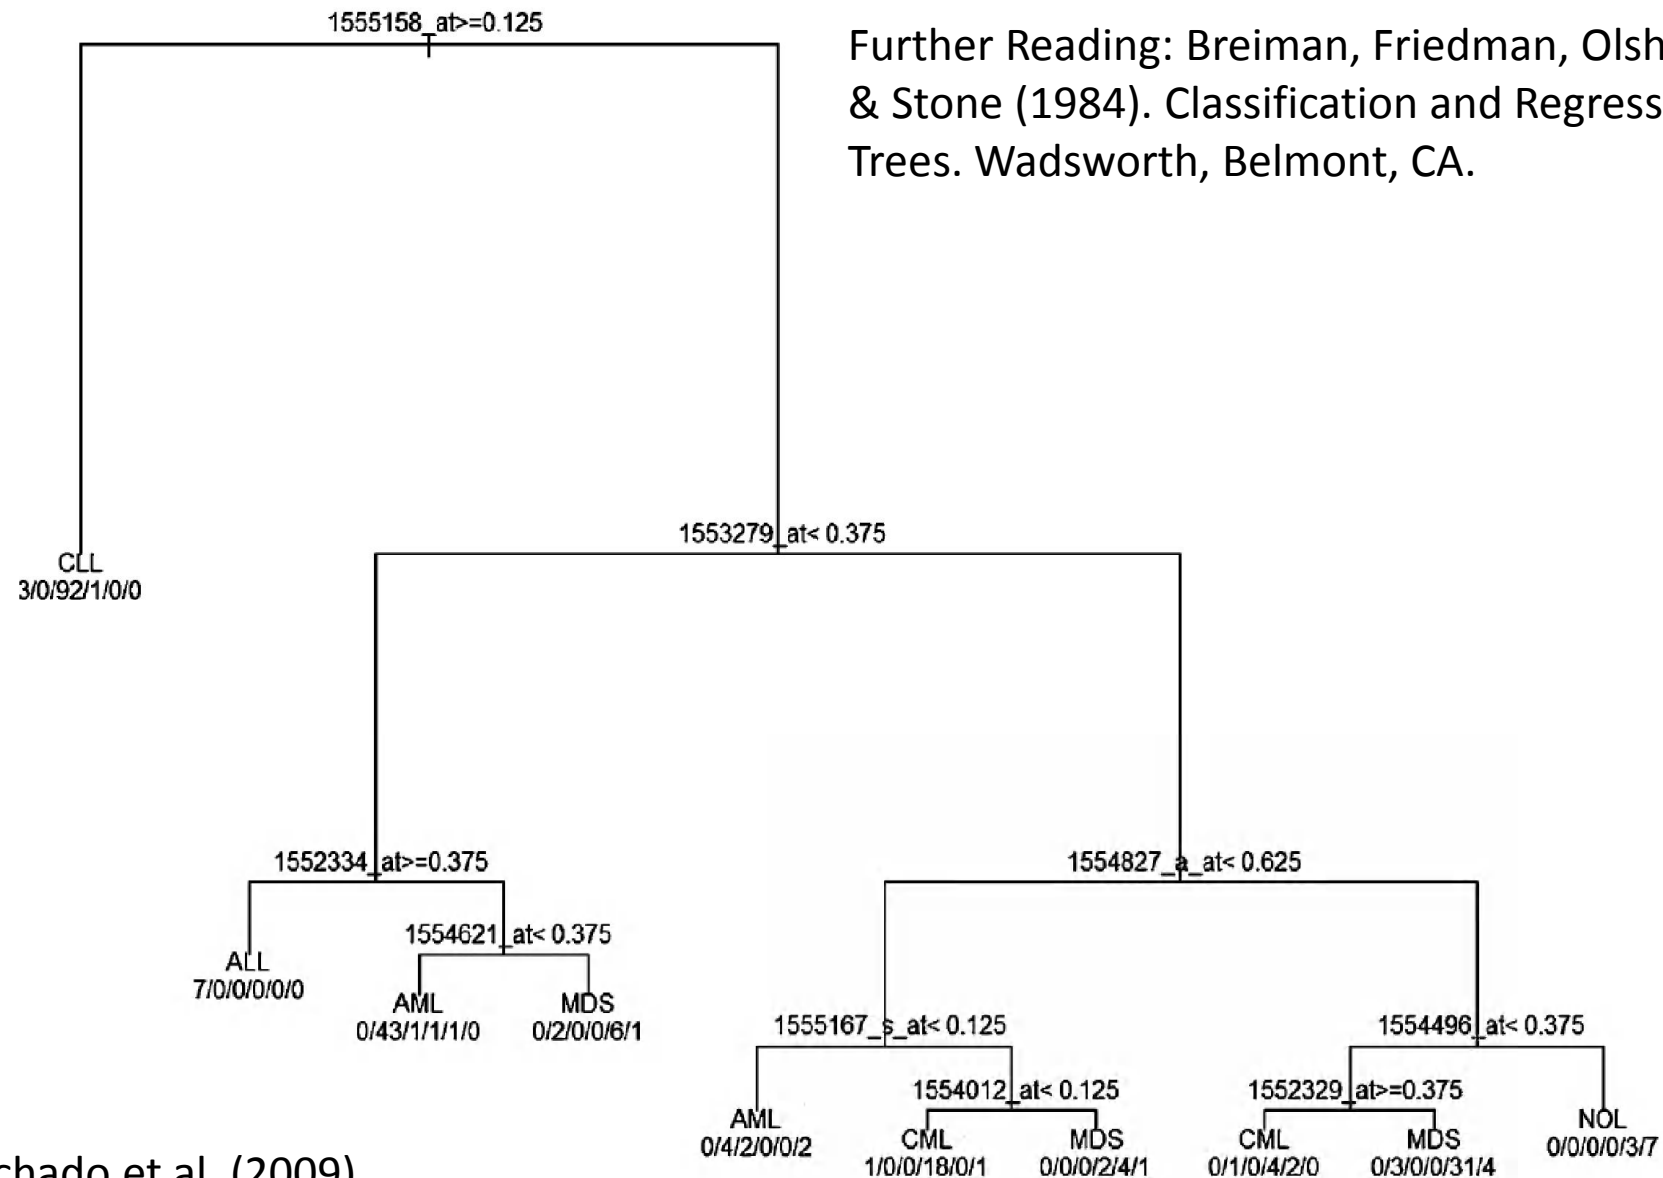 1555158_at>=0.125
Further Reading: Breiman, Friedman, Olsh
& Stone (1984). Classification and Regress
Trees. Wadsworth, Belmont, CA.
1553279_at< 0.375
CLL
3/0/92/1/0/0
1552334_at>=0.375
1554827_a_at< 0.625
1554621_at< 0.375
ALL
7/0/0/0/0/0
AML
0/43/1/1/1/0
MDS
0/2/0/0/6/1
1555167_s_at< 0.125
1554496_at< 0.375
1554012_at< 0.125
1552329_at>=0.375
AML
0/4/2/0/0/2
CML
1/0/0/18/0/1
MDS
0/0/0/2/4/1
CML
0/1/0/4/2/0
MDS
0/3/0/0/31/4
NOL
0/0/0/0/3/7
chado et al. (2009)